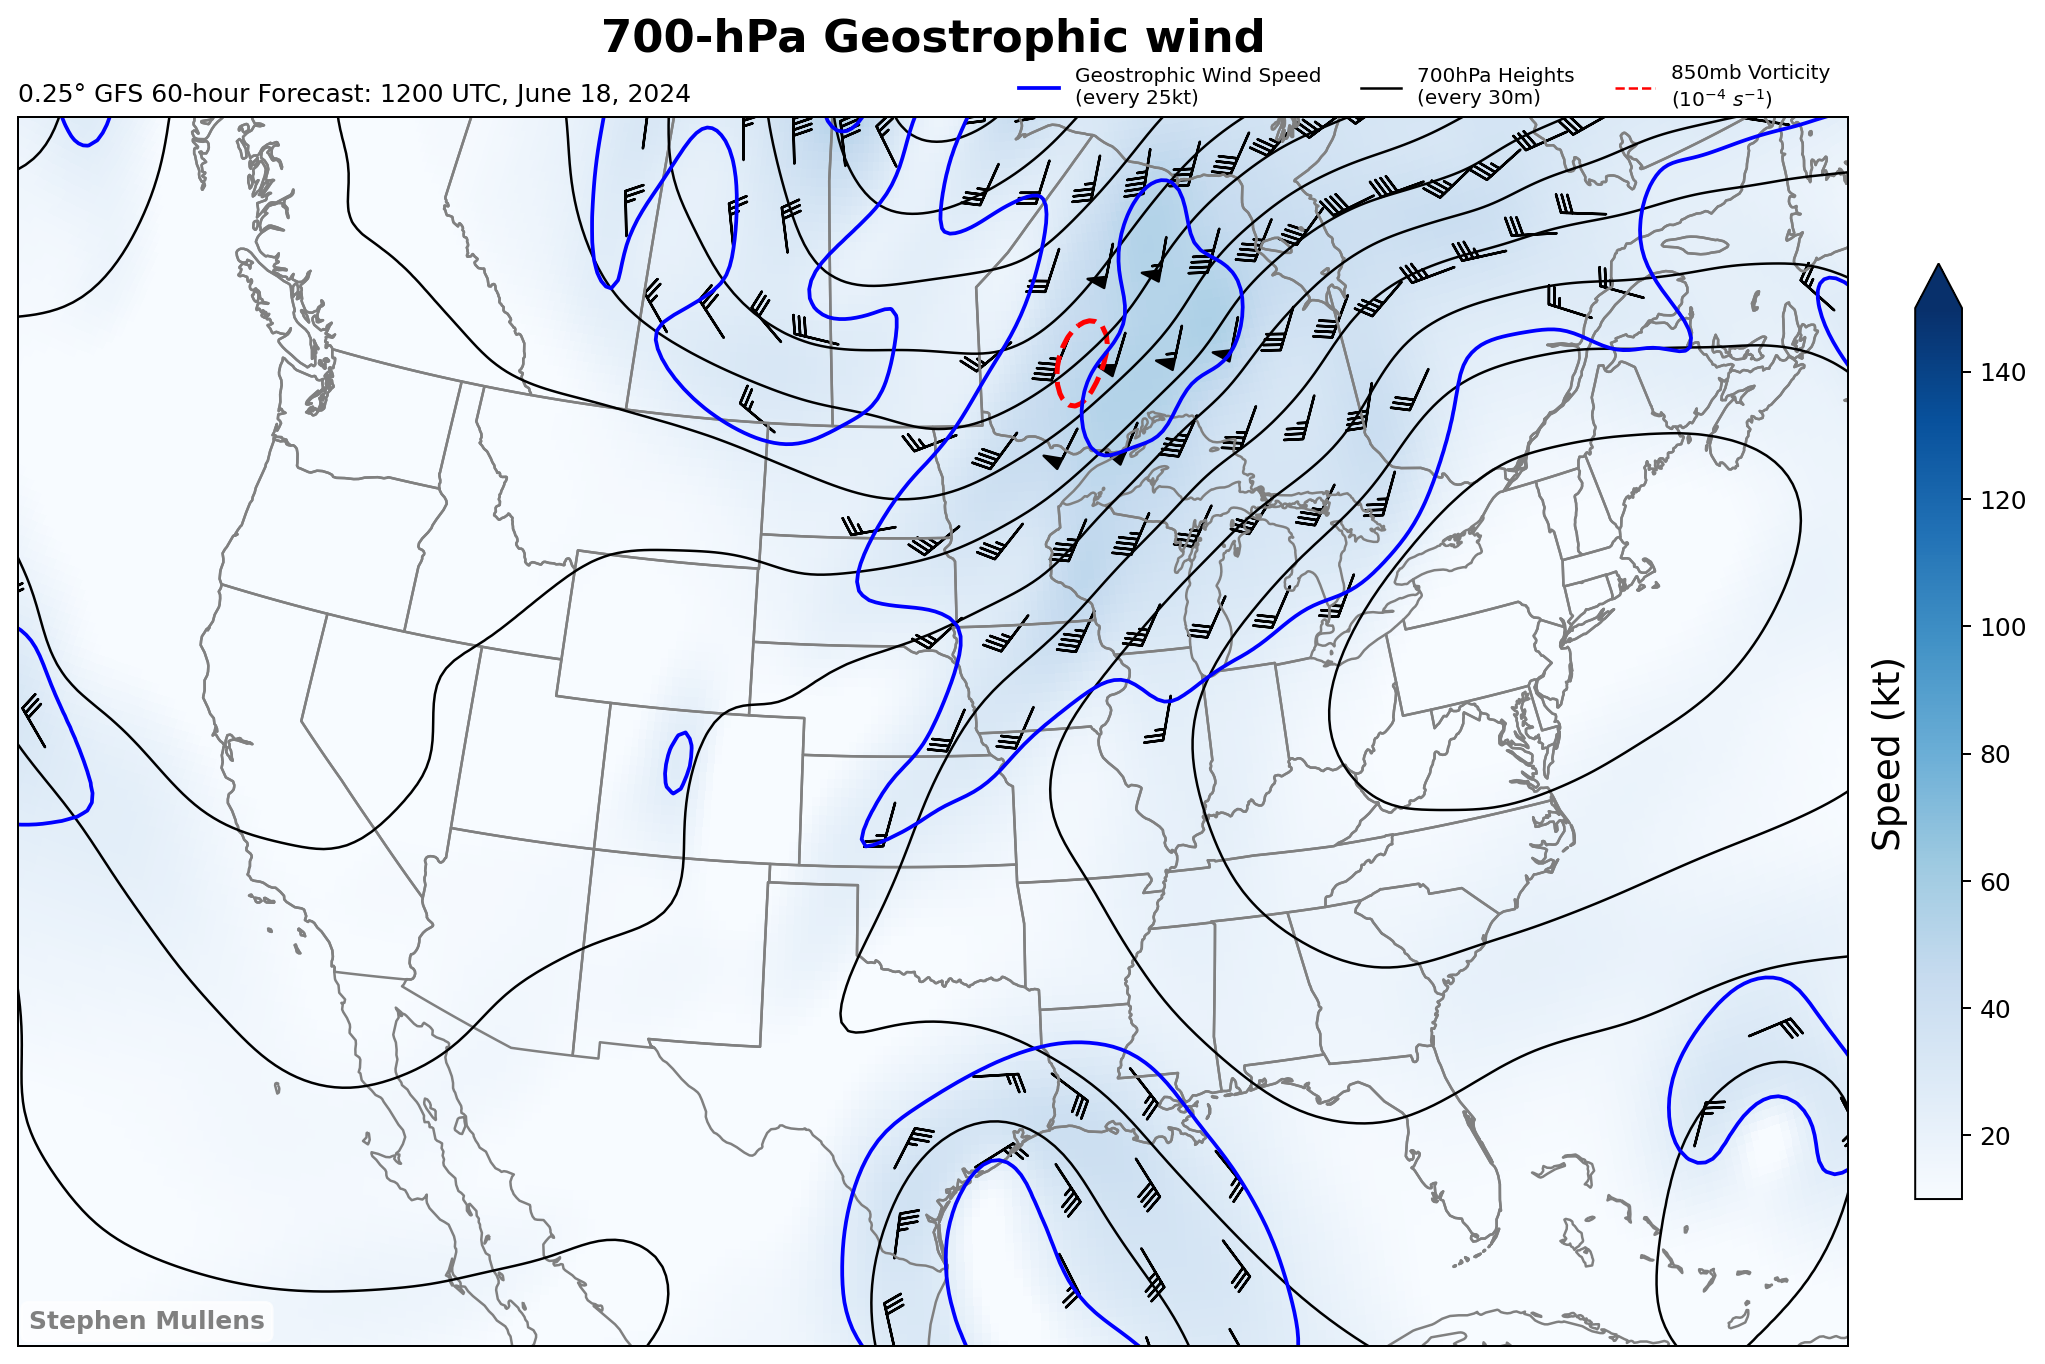 700-hPa Geostrophic wind
0.25° GFS 60-hour Forecast: 1200 UTC, June 18, 2024
Geostrophic Wind Speed
(every 25kt)
700hPa Heights
(every 30m)
850mb Vorticity
(10⁻⁴ s⁻¹)
140
120
100
80
60
40
20
Speed (kt)
Stephen Mullens